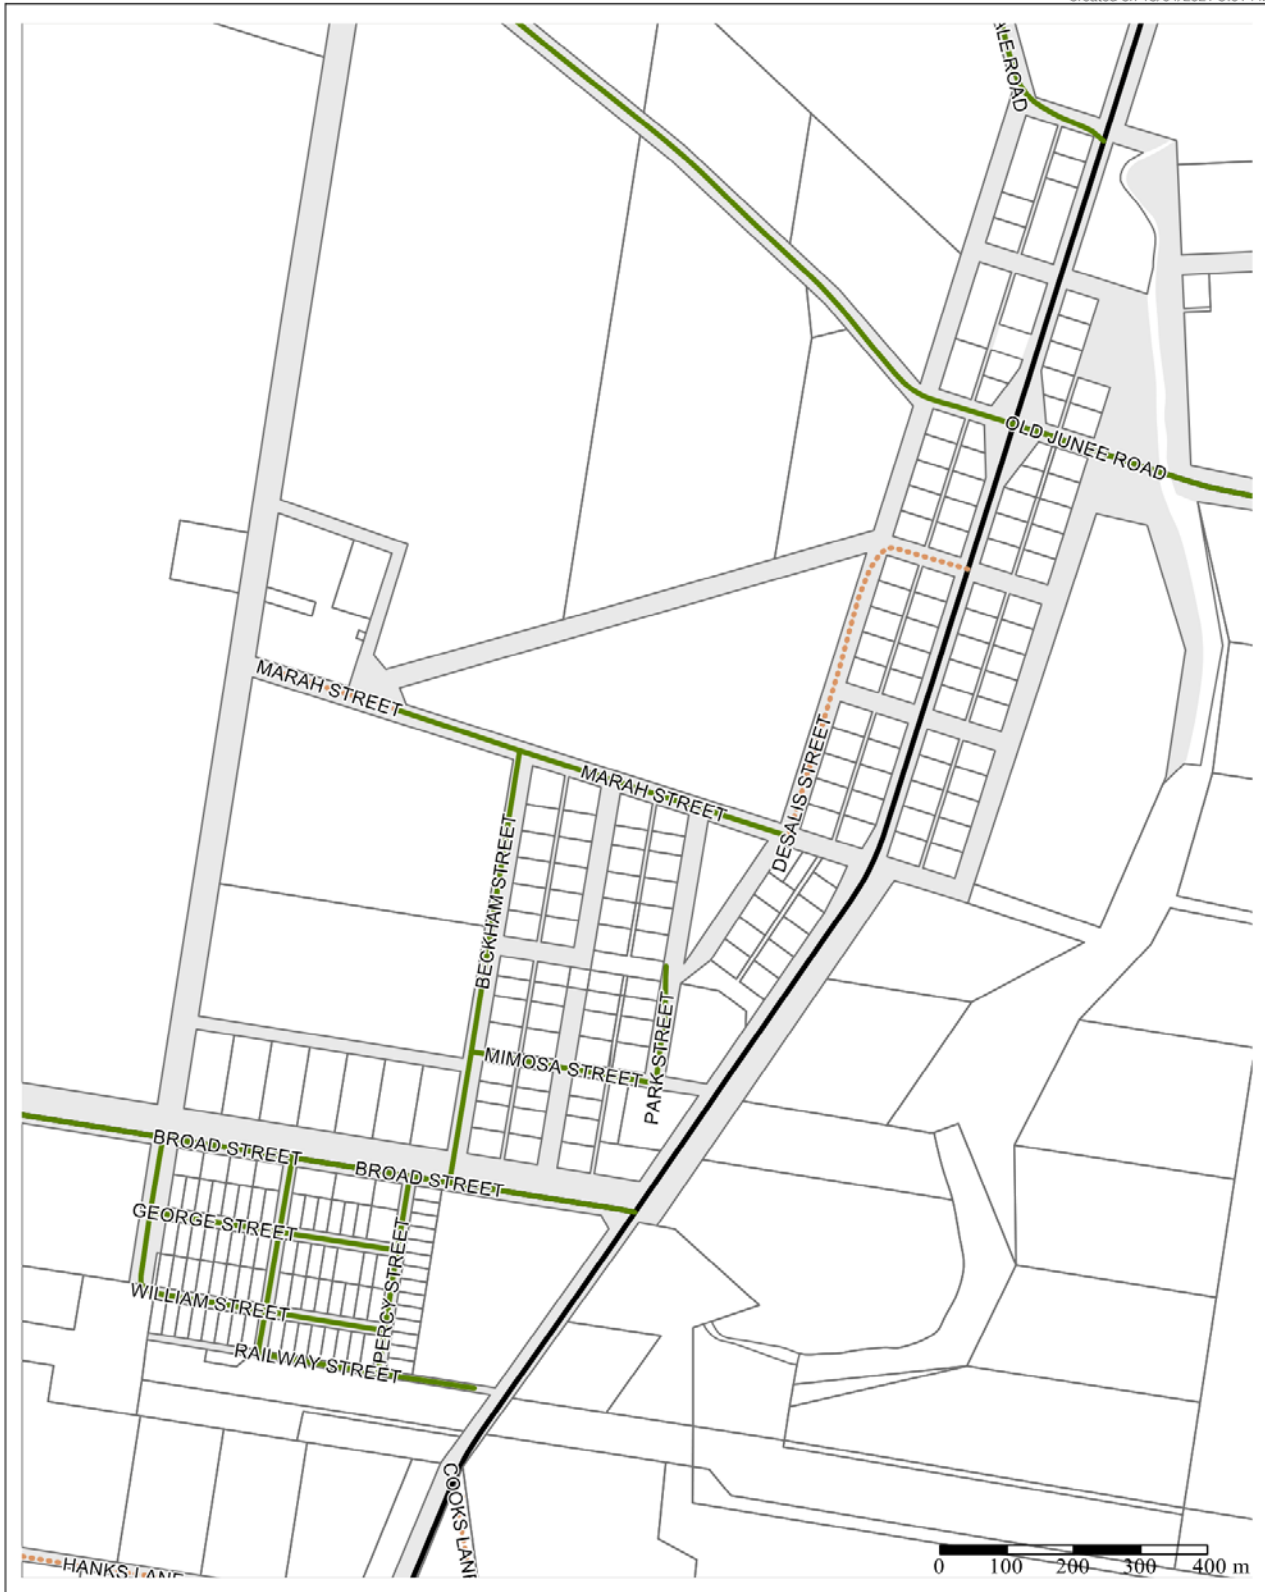 OLD JUNEE ROAD
MARAH STREET
MARAH STREET
DESALIS STREET
BECKHAM STREET
MIMOSA STREET
PARK STREET
BROAD STREET
BROAD STREET
GEORGE STREET
PERCY STREET
WILLIAM STREET
RAILWAY STREET
COOKS LANE
HANKS LANE
0 100 200 300 400 m